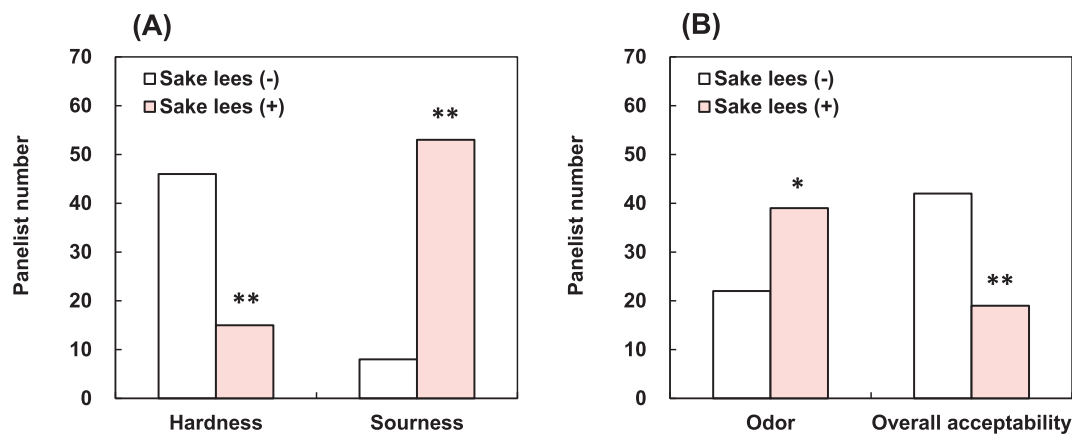 (A)
70
60
50
40
30
20
10
0
Panelist number
Sake lees (-)
Sake lees (+)
**
**
Hardness Sourness
(B)
70
60
50
40
30
20
10
0
Panelist number
Sake lees (-)
Sake lees (+)
*
**
Odor Overall acceptability